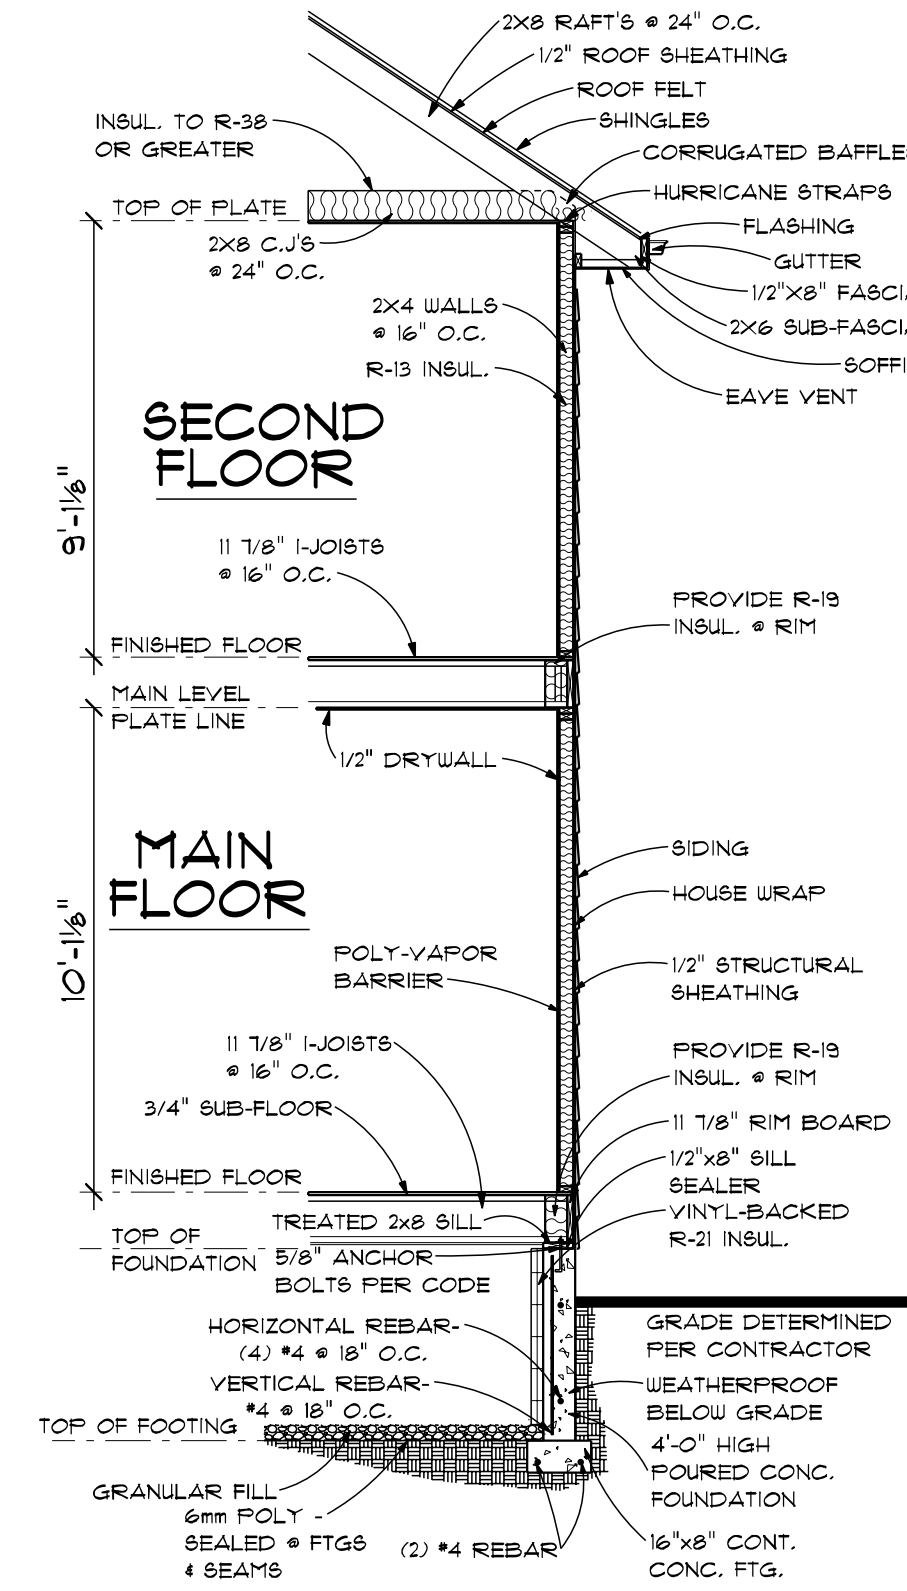 2X8 RAFT'S @ 24" O.C.
1/2" ROOF SHEATHING
ROOF FELT
SHINGLES
INSUL. TO R-38
OR GREATER
CORRUGATED BAFFLES
HURRICANE STRAPS
TOP OF PLATE
FLASHING
2X8 C.J'S
@ 24" O.C.
GUTTER
1/2"X8" FASCI
2X6 SUB-FASCI
SOFFI
EAVE VENT
2X4 WALLS
@ 16" O.C.
R-13 INSUL.
SECOND
FLOOR
9'-1 1/8"
11 7/8" I-JOISTS
@ 16" O.C.
PROVIDE R-19
INSUL. @ RIM
FINISHED FLOOR
MAIN LEVEL
PLATE LINE
1/2" DRYWALL
MAIN
FLOOR
10'-1 1/8"
SIDING
HOUSE WRAP
POLY-VAPOR
BARRIER
1/2" STRUCTURAL
SHEATHING
11 7/8" I-JOISTS
@ 16" O.C.
3/4" SUB-FLOOR
PROVIDE R-19
INSUL. @ RIM
11 7/8" RIM BOARD
1/2"x8" SILL
SEALER
VINYL-BACKED
R-21 INSUL.
FINISHED FLOOR
TREATED 2x8 SILL
TOP OF
FOUNDATION
5/8" ANCHOR
BOLTS PER CODE
GRADE DETERMINED
PER CONTRACTOR
HORIZONTAL REBAR-
(4) #4 @ 18" O.C.
VERTICAL REBAR-
#4 @ 18" O.C.
WEATHERPROOF
BELOW GRADE
TOP OF FOOTING
4'-0" HIGH
POURED CONC.
FOUNDATION
GRANULAR FILL
6mm POLY -
SEALED @ FTGS
& SEAMS
(2) #4 REBAR
16"x8" CONT.
CONC. FTG.